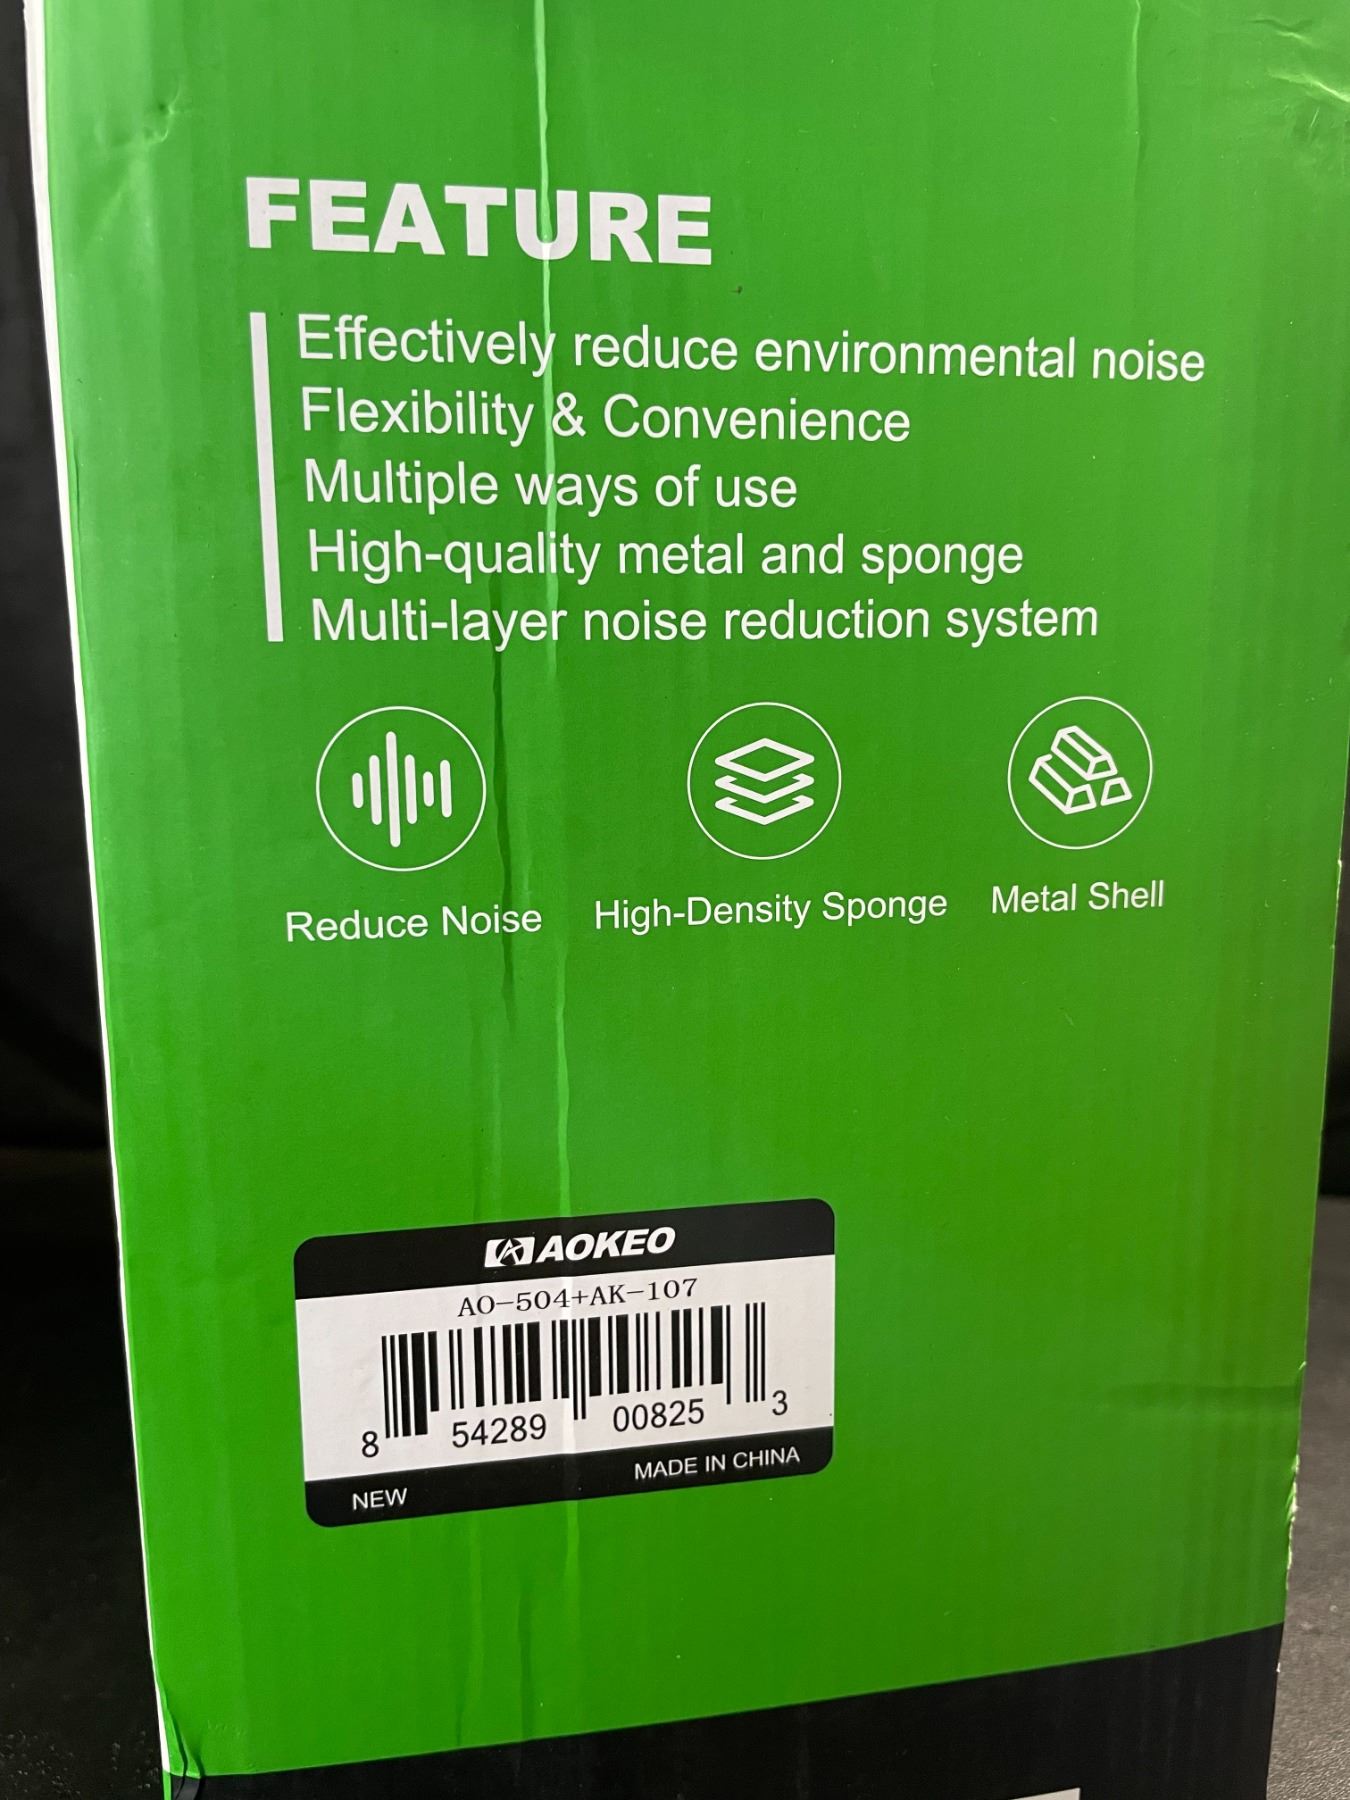 FEATURE
Effectively reduce environmental noise
Flexibility & Convenience
Multiple ways of use
High-quality metal and sponge
Multi-layer noise reduction system
Reduce Noise High-Density Sponge Metal Shell
AOKEO
AO-504+AK-107
8 54289 00825 3
NEW MADE IN CHINA